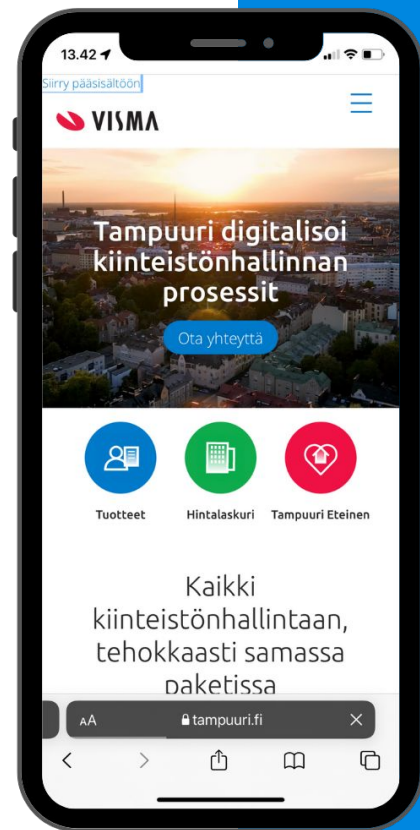 13.42
Siirry pääsisältöön
VISMA
Tampuuri digitalisoi
kiinteistönhallinnan
prosessit
Ota yhteyttä
Tuotteet
Hintalaskuri
Tampuuri Eteinen
Kaikki
kiinteistönhallintaan,
tehokkaasti samassa
paketissa
AA
tampuuri.fi